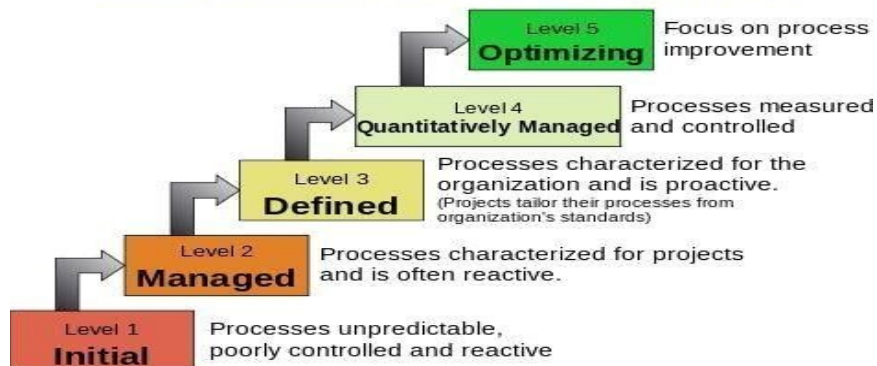 Level 5
Optimizing
Focus on process
improvement
Level 4
Quantitatively Managed
Processes measured
and controlled
Level 3
Defined
Processes characterized for the
organization and is proactive.
(Projects tailor their processes from
organization's standards)
Level 2
Managed
Processes characterized for projects
and is often reactive.
Level 1
Initial
Processes unpredictable,
poorly controlled and reactive